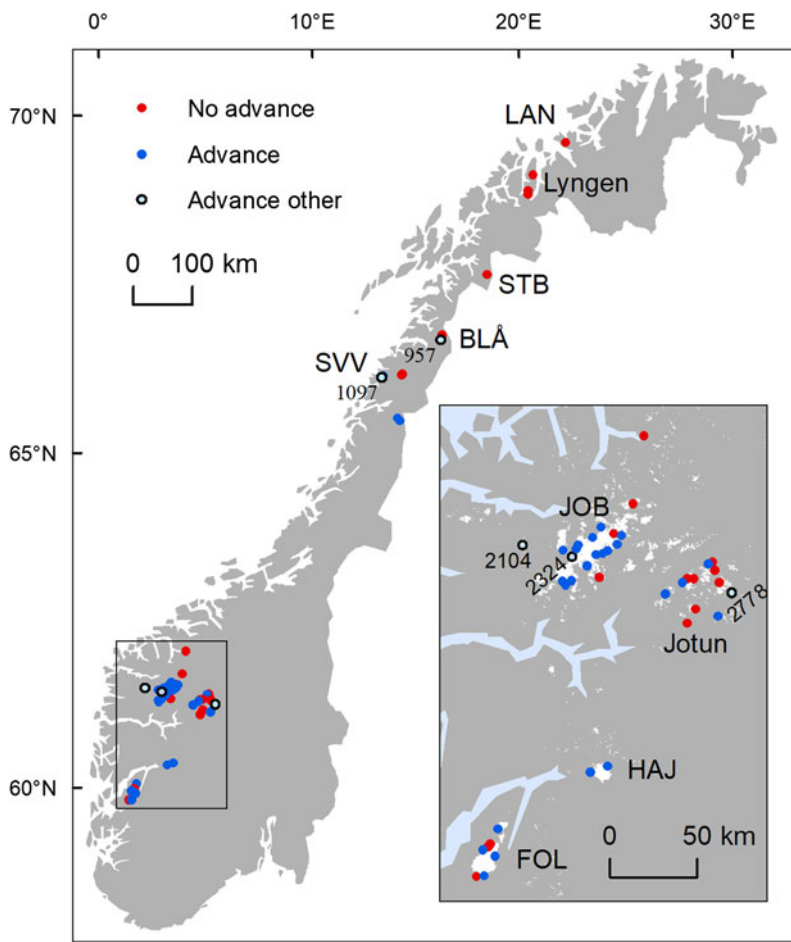 0° 10°E 20°E 30°E
70°N
65°N
60°N
No advance
Advance
Advance other
0 100 km
LAN
Lyngen
STB
BLÅ
957
SVV
1097
JOB
2104
2324
2778
Jotun
HAJ
FOL
0 50 km